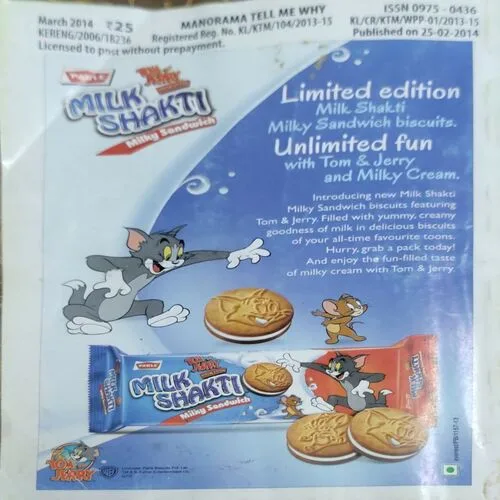 March 2014 ₹25 MANORAMA TELL ME WHY ISSN 0975 - 0436
KERENG/2006/18236 Registered Reg. No. KL/KTM/104/2013-15 KL/CR/KTM/WPP-01/2013-15
Licensed to post without prepayment. Published on 25-02-2014
PARLE
TOM AND JERRY
MILK
SHAKTI
Milky Sandwich
Limited edition
Milk Shakti
Milky Sandwich biscuits.
Unlimited fun
with Tom & Jerry
and Milky Cream.
Introducing new Milk Shakti
Milky Sandwich biscuits featuring
Tom & Jerry. Filled with yummy, creamy
goodness of milk in delicious biscuits
of your all-time favourite toons.
Hurry, grab a pack today!
And enjoy the fun-filled taste
of milky cream with Tom & Jerry.
PARLE
TOM AND JERRY
MILK
SHAKTI
Milky Sandwich
TOM AND
JERRY
everest/PB/1157-13